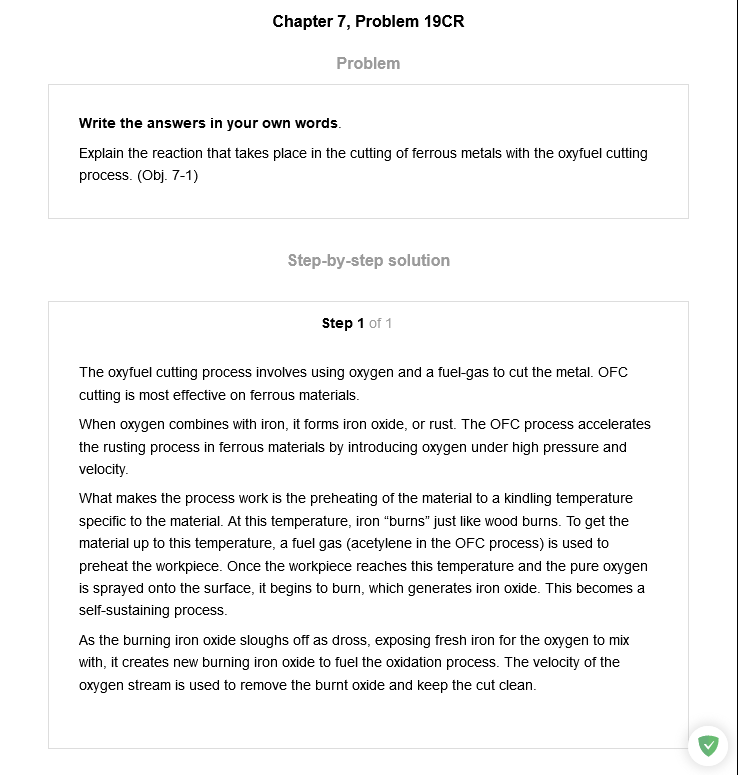 Chapter 7, Problem 19CR
Problem
Write the answers in your own words.
Explain the reaction that takes place in the cutting of ferrous metals with the oxyfuel cutting
process. (Obj. 7-1)
Step-by-step solution
Step 1 of 1
The oxyfuel cutting process involves using oxygen and a fuel-gas to cut the metal. OFC
cutting is most effective on ferrous materials.
When oxygen combines with iron, it forms iron oxide, or rust. The OFC process accelerates
the rusting process in ferrous materials by introducing oxygen under high pressure and
velocity.
What makes the process work is the preheating of the material to a kindling temperature
specific to the material. At this temperature, iron “burns” just like wood burns. To get the
material up to this temperature, a fuel gas (acetylene in the OFC process) is used to
preheat the workpiece. Once the workpiece reaches this temperature and the pure oxygen
is sprayed onto the surface, it begins to burn, which generates iron oxide. This becomes a
self-sustaining process.
As the burning iron oxide sloughs off as dross, exposing fresh iron for the oxygen to mix
with, it creates new burning iron oxide to fuel the oxidation process. The velocity of the
oxygen stream is used to remove the burnt oxide and keep the cut clean.